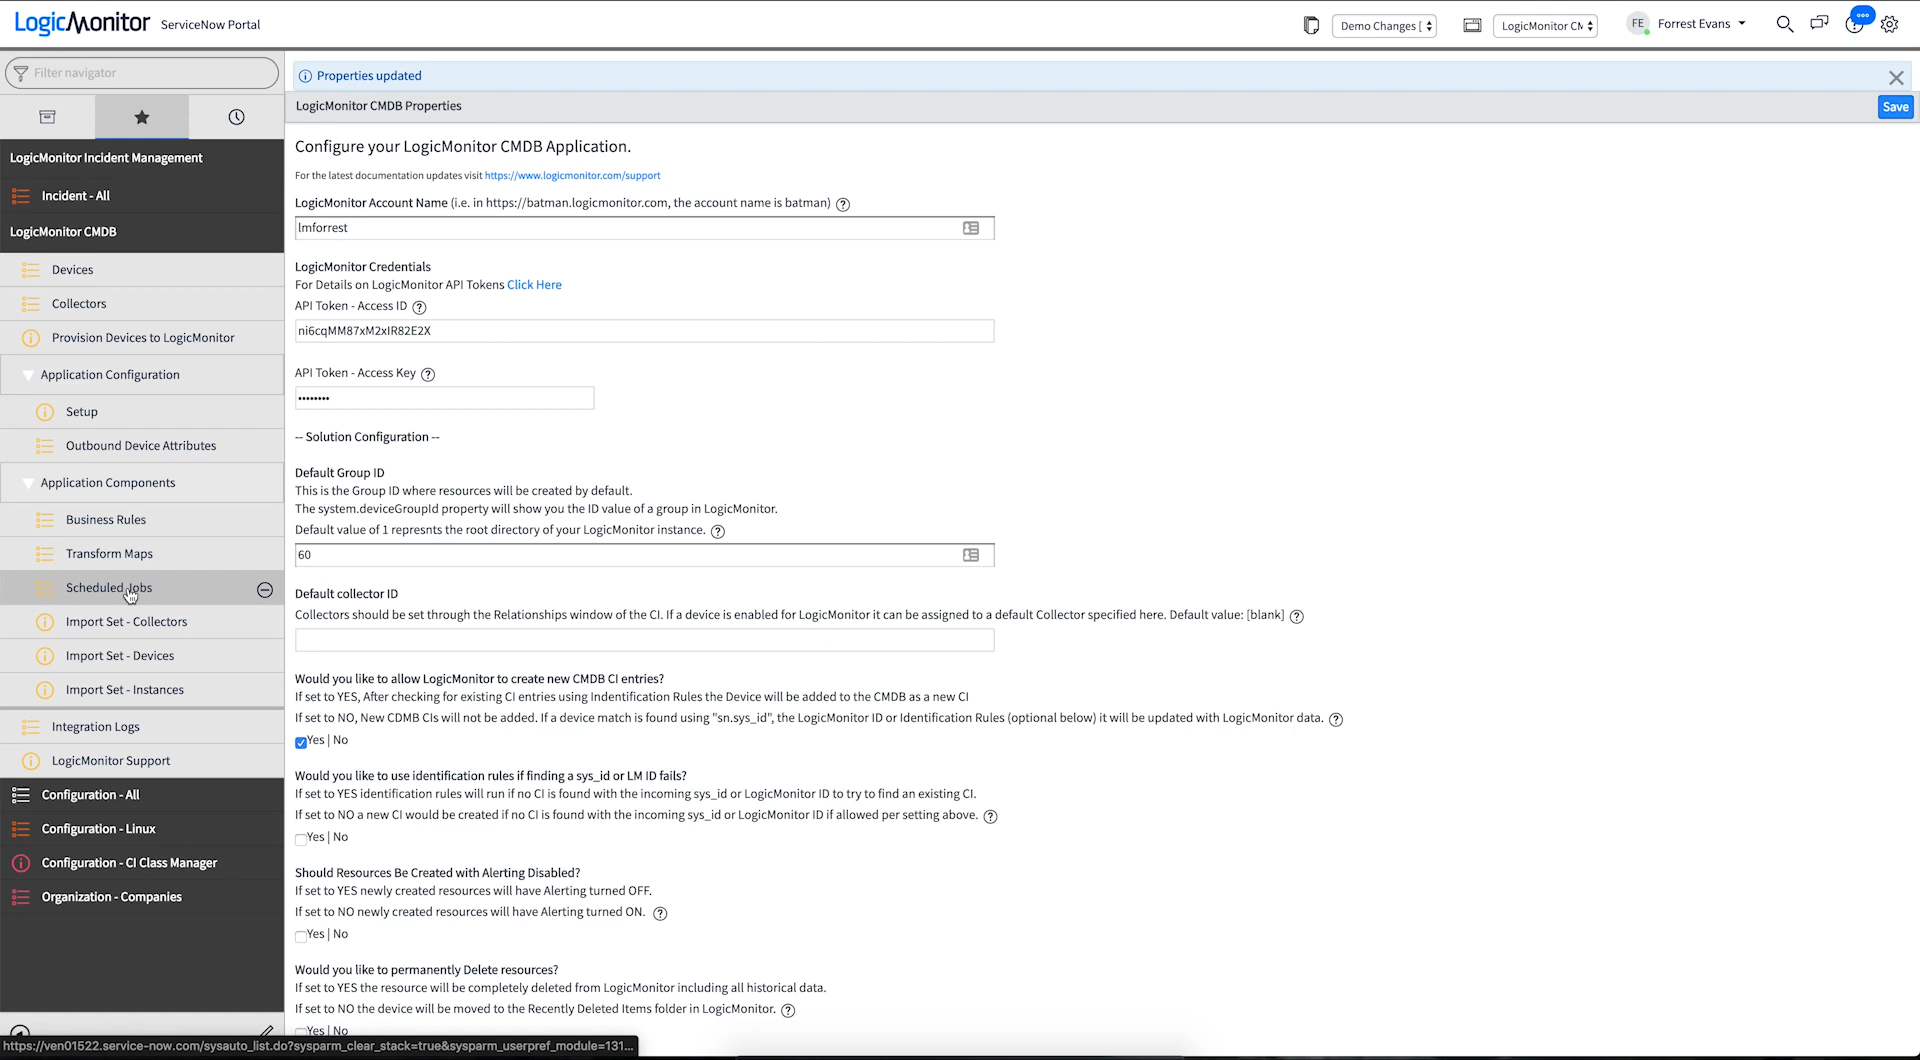 LogicMonitor ServiceNow Portal
Demo Changes [
LogicMonitor CM
FE Forrest Evans
Filter navigator
Properties updated
LogicMonitor CMDB Properties
Save
LogicMonitor Incident Management
Incident - All
LogicMonitor CMDB
Devices
Collectors
Provision Devices to LogicMonitor
Application Configuration
Setup
Outbound Device Attributes
Application Components
Business Rules
Transform Maps
Scheduled Jobs
Import Set - Collectors
Import Set - Devices
Import Set - Instances
Integration Logs
LogicMonitor Support
Configuration - All
Configuration - Linux
Configuration - CI Class Manager
Organization - Companies
Configure your LogicMonitor CMDB Application.
For the latest documentation updates visit https://www.logicmonitor.com/support
LogicMonitor Account Name (i.e. in https://batman.logicmonitor.com, the account name is batman)
lmforrest
LogicMonitor Credentials
For Details on LogicMonitor API Tokens Click Here
API Token - Access ID
ni6cqMM87xM2xIR82E2X
API Token - Access Key
••••••••
-- Solution Configuration --
Default Group ID
This is the Group ID where resources will be created by default.
The system.deviceGroupId property will show you the ID value of a group in LogicMonitor.
Default value of 1 represnts the root directory of your LogicMonitor instance.
60
Default collector ID
Collectors should be set through the Relationships window of the CI. If a device is enabled for LogicMonitor it can be assigned to a default Collector specified here. Default value: [blank]
Would you like to allow LogicMonitor to create new CMDB CI entries?
If set to YES, After checking for existing CI entries using Indentification Rules the Device will be added to the CMDB as a new CI
If set to NO, New CDMB CIs will not be added. If a device match is found using "sn.sys_id", the LogicMonitor ID or Identification Rules (optional below) it will be updated with LogicMonitor data.
Yes | No
Would you like to use identification rules if finding a sys_id or LM ID fails?
If set to YES identification rules will run if no CI is found with the incoming sys_id or LogicMonitor ID to try to find an existing CI.
If set to NO a new CI would be created if no CI is found with the incoming sys_id or LogicMonitor ID if allowed per setting above.
Yes | No
Should Resources Be Created with Alerting Disabled?
If set to YES newly created resources will have Alerting turned OFF.
If set to NO newly created resources will have Alerting turned ON.
Yes | No
Would you like to permanently Delete resources?
If set to YES the resource will be completely deleted from LogicMonitor including all historical data.
If set to NO the device will be moved to the Recently Deleted Items folder in LogicMonitor.
Yes | No
https://ven01522.service-now.com/sysauto_list.do?sysparm_clear_stack=true&sysparm_userpref_module=131...